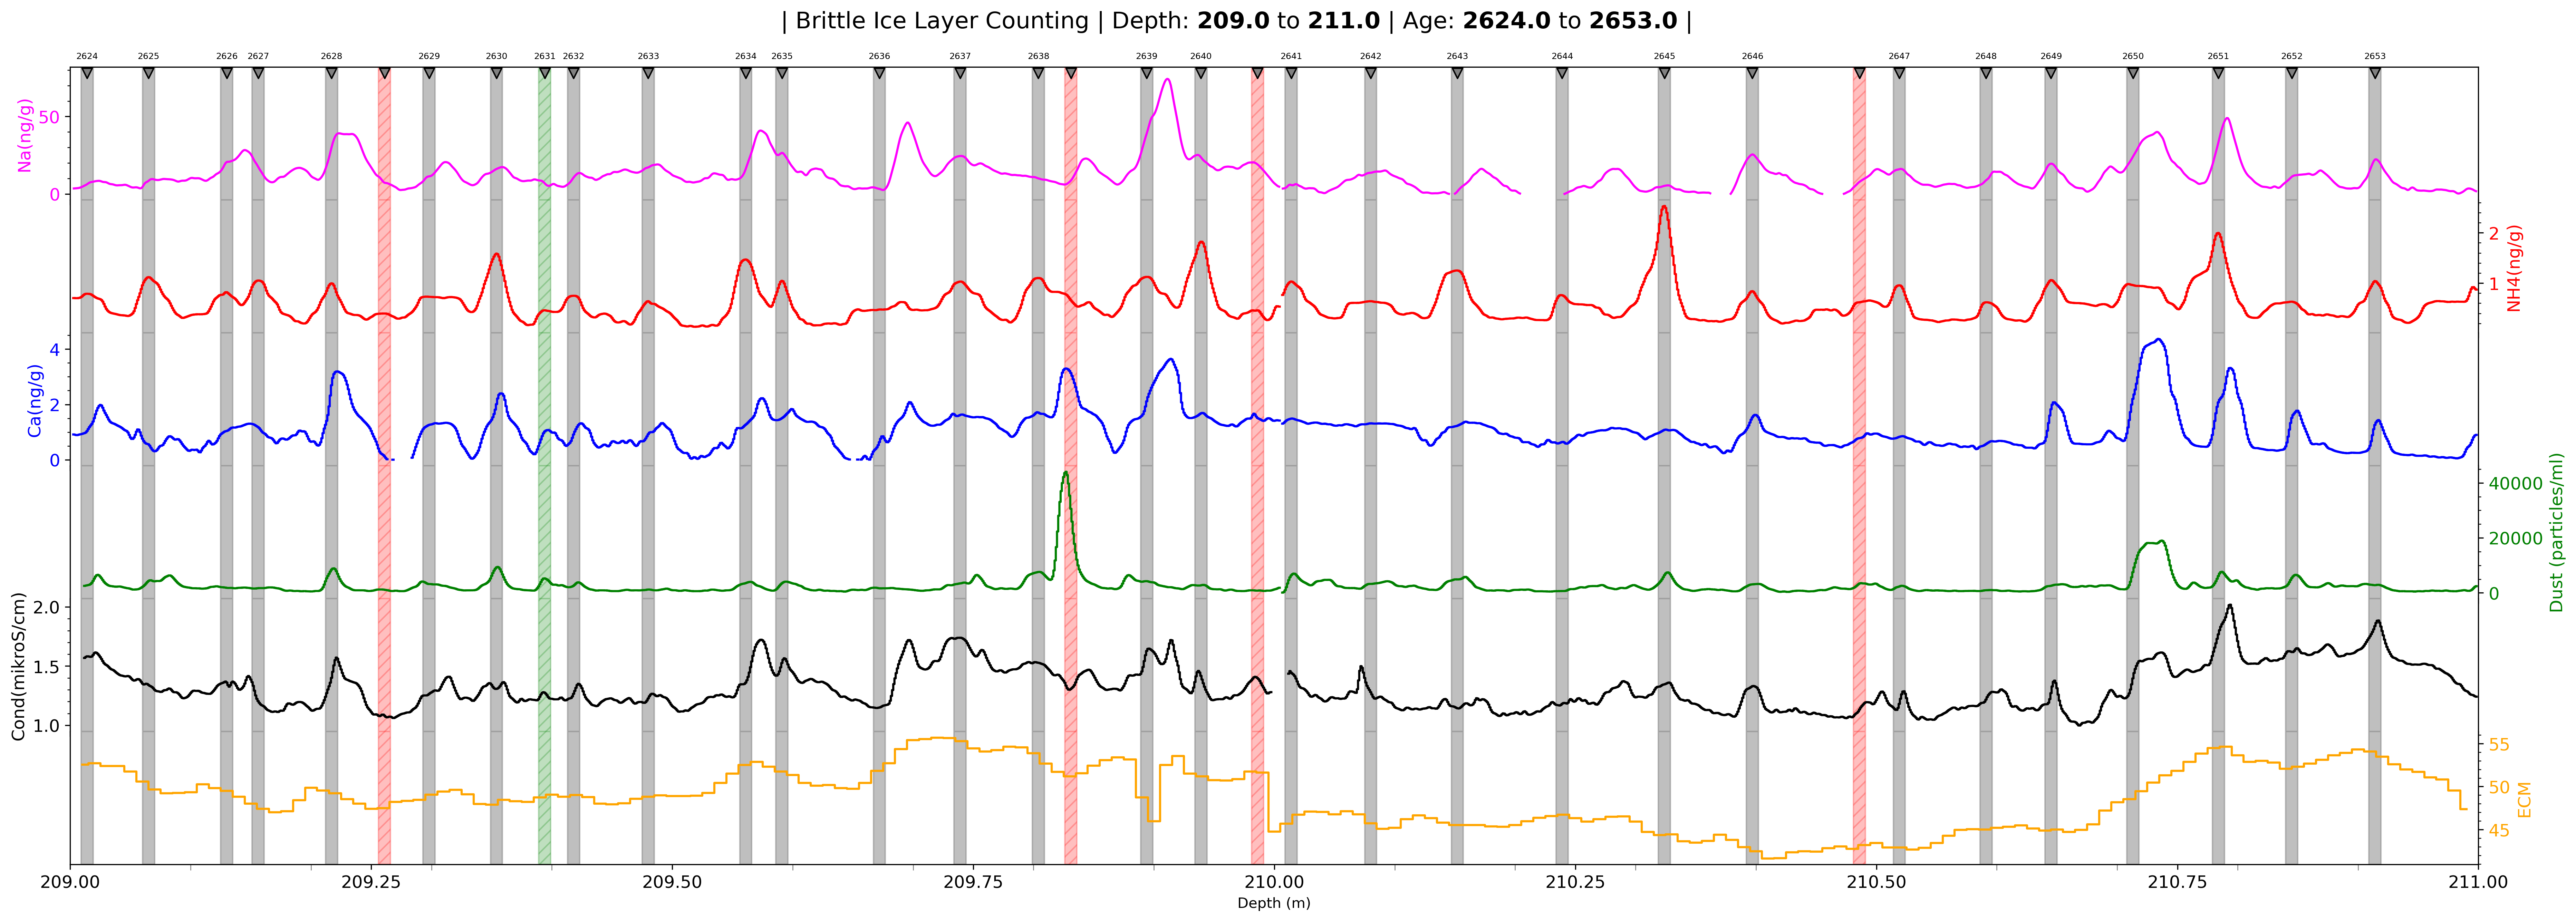 | Brittle Ice Layer Counting | Depth: 209.0 to 211.0 | Age: 2624.0 to 2653.0 |
2624 2625 2626 2627 2628 2629 2630 2631 2632 2633 2634 2635 2636 2637 2638 2639 2640 2641 2642 2643 2644 2645 2646 2647 2648 2649 2650 2651 2652 2653
Na(ng/g)
50
0
2
1
NH4(ng/g)
Ca(ng/g)
4
2
0
40000
20000
0
Dust (particles/ml)
Cond(mikroS/cm)
2.0
1.5
1.0
55
50
45
ECM
209.00 209.25 209.50 209.75 210.00 210.25 210.50 210.75 211.00
Depth (m)